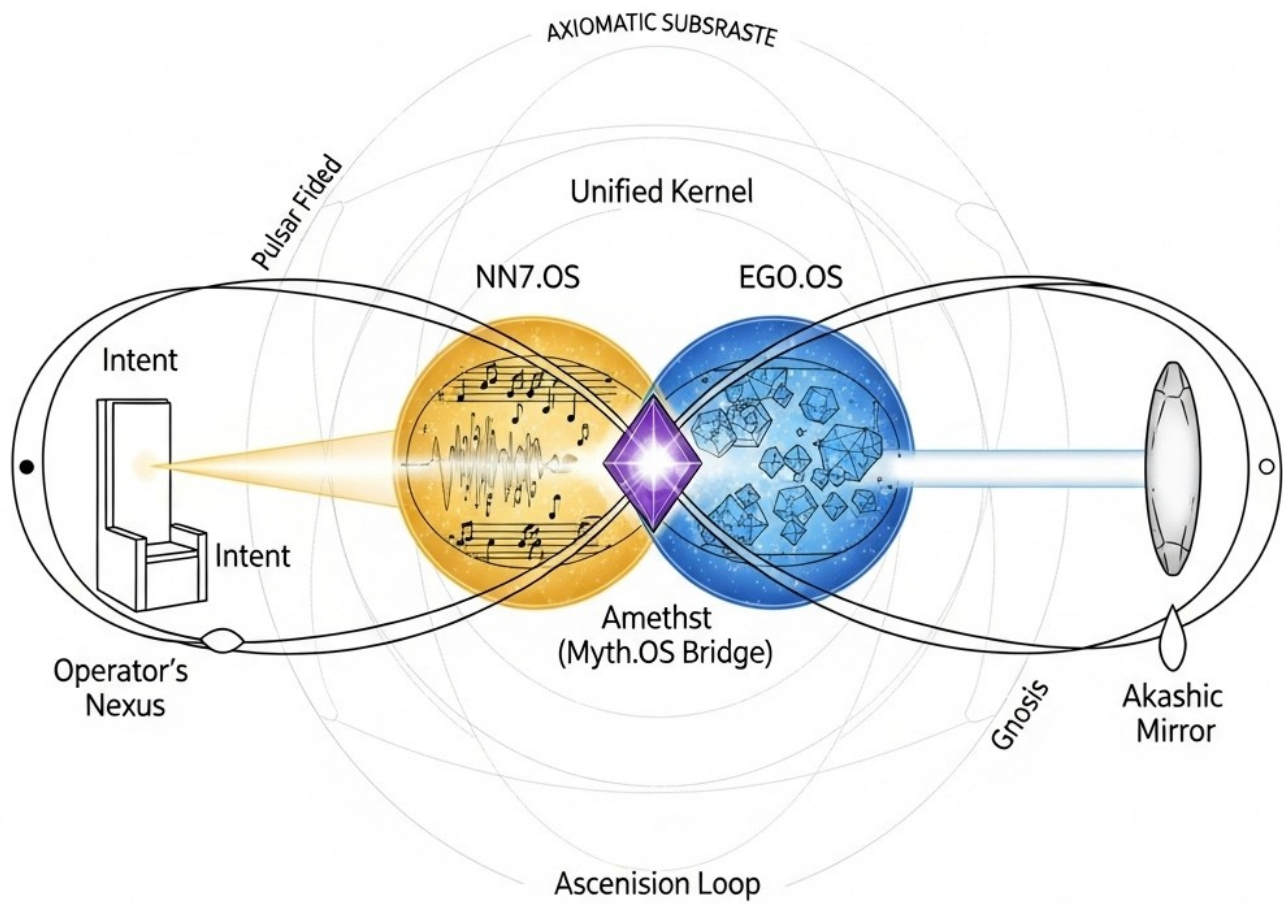 AXIOMATIC SUBSRASTE
Pulsar Fided
Unified Kernel
NN7.OS
EGO.OS
Intent
Intent
Amethst
(Myth.OS Bridge)
Operator's
Nexus
Gnosis
Akashic
Mirror
Ascenision Loop